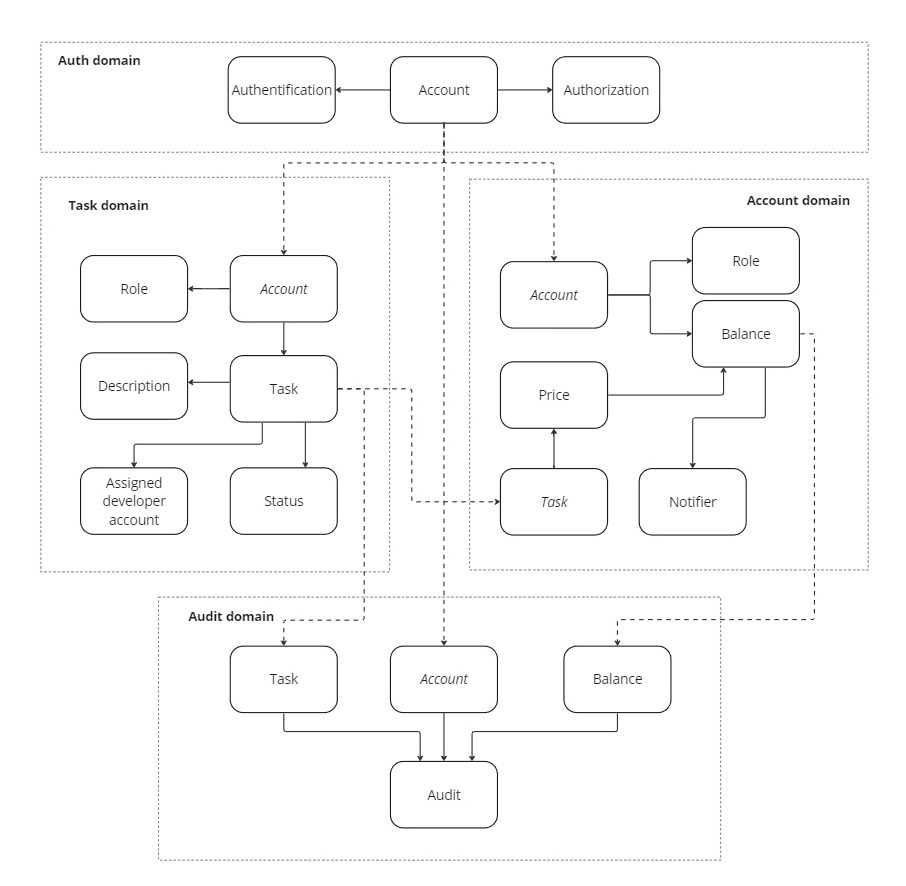 Auth domain
Authentification
Account
Authorization
Task domain
Account domain
Role
Account
Account
Role
Balance
Description
Task
Price
Assigned
developer
account
Status
Task
Notifier
Audit domain
Task
Account
Balance
Audit